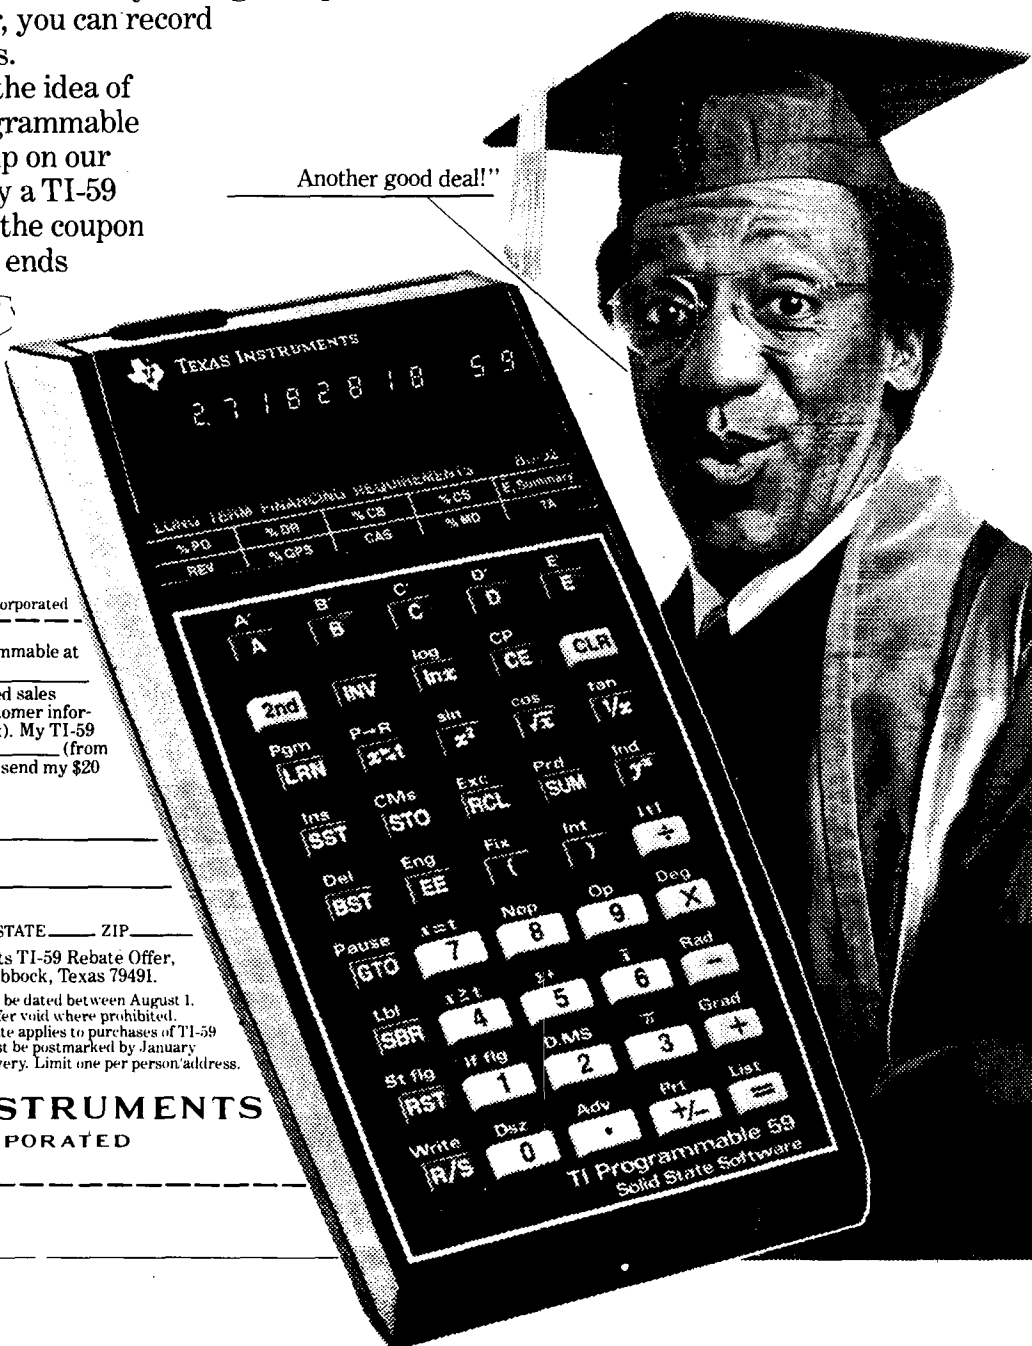 r, you can record
s.
the idea of
grammable
p on our
y a TI-59
the coupon
ends
Another good deal!"
TEXAS INSTRUMENTS
2.7182818 59
LONG TERM FINANCING REQUIREMENTS
% PO % DR % CB % CS E, Summary
REV % GPS CAS % MD TA
A' B' C' D' E'
A B C D E
log CP
2nd INV lnx CE CLR
Pgm P→R sin cos tan
LRN x⇄t x² √x 1/x
Ins CMs Exc Prd Ind
SST STO RCL SUM yˣ
Del Eng Fix Int |x|
BST EE ( ) ÷
Pause x=t Nop Op Deg
GTO 7 8 9 X
Lbl x≥t Σ+ x̄ Rad
SBR 4 5 6 −
St flg If flg D.MS π Grad
RST 1 2 3 +
Write Dsz Adv Prt List
R/S 0 . +/− =
TI Programmable 59
Solid State Software
orporated
mmable at
ed sales
tomer infor-
t). My TI-59
(from
send my $20
STATE ZIP
ts TI-59 Rebate Offer,
bbock, Texas 79491.
be dated between August 1.
fer void where prohibited.
te applies to purchases of TI-59
st be postmarked by January
very. Limit one per person/address.
STRUMENTS
PORATED